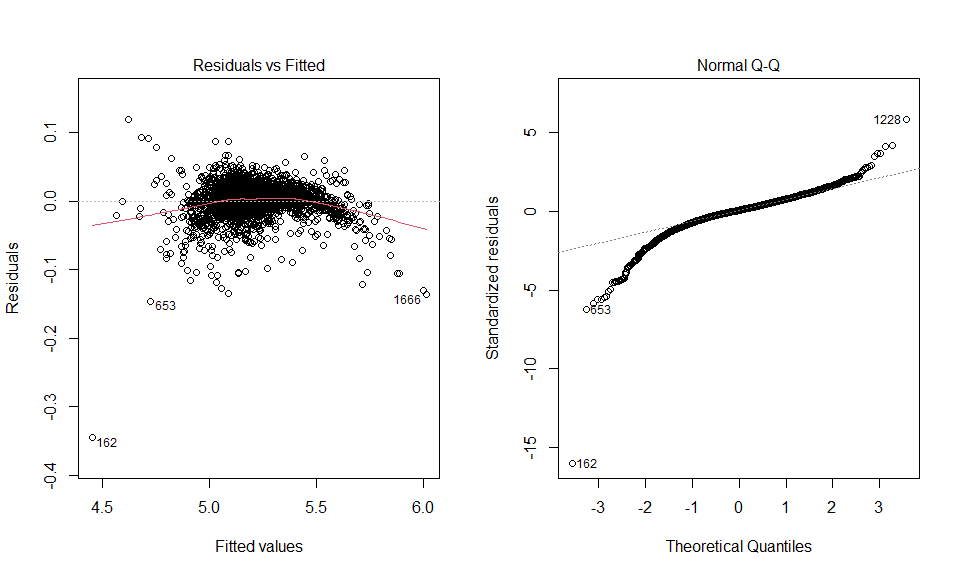 Residuals vs Fitted
Residuals
0.1
0.0
-0.1
-0.2
-0.3
-0.4
653
1666
162
4.5 5.0 5.5 6.0
Fitted values
Normal Q-Q
Standardized residuals
5
0
-5
-10
-15
1228
653
162
-3 -2 -1 0 1 2 3
Theoretical Quantiles